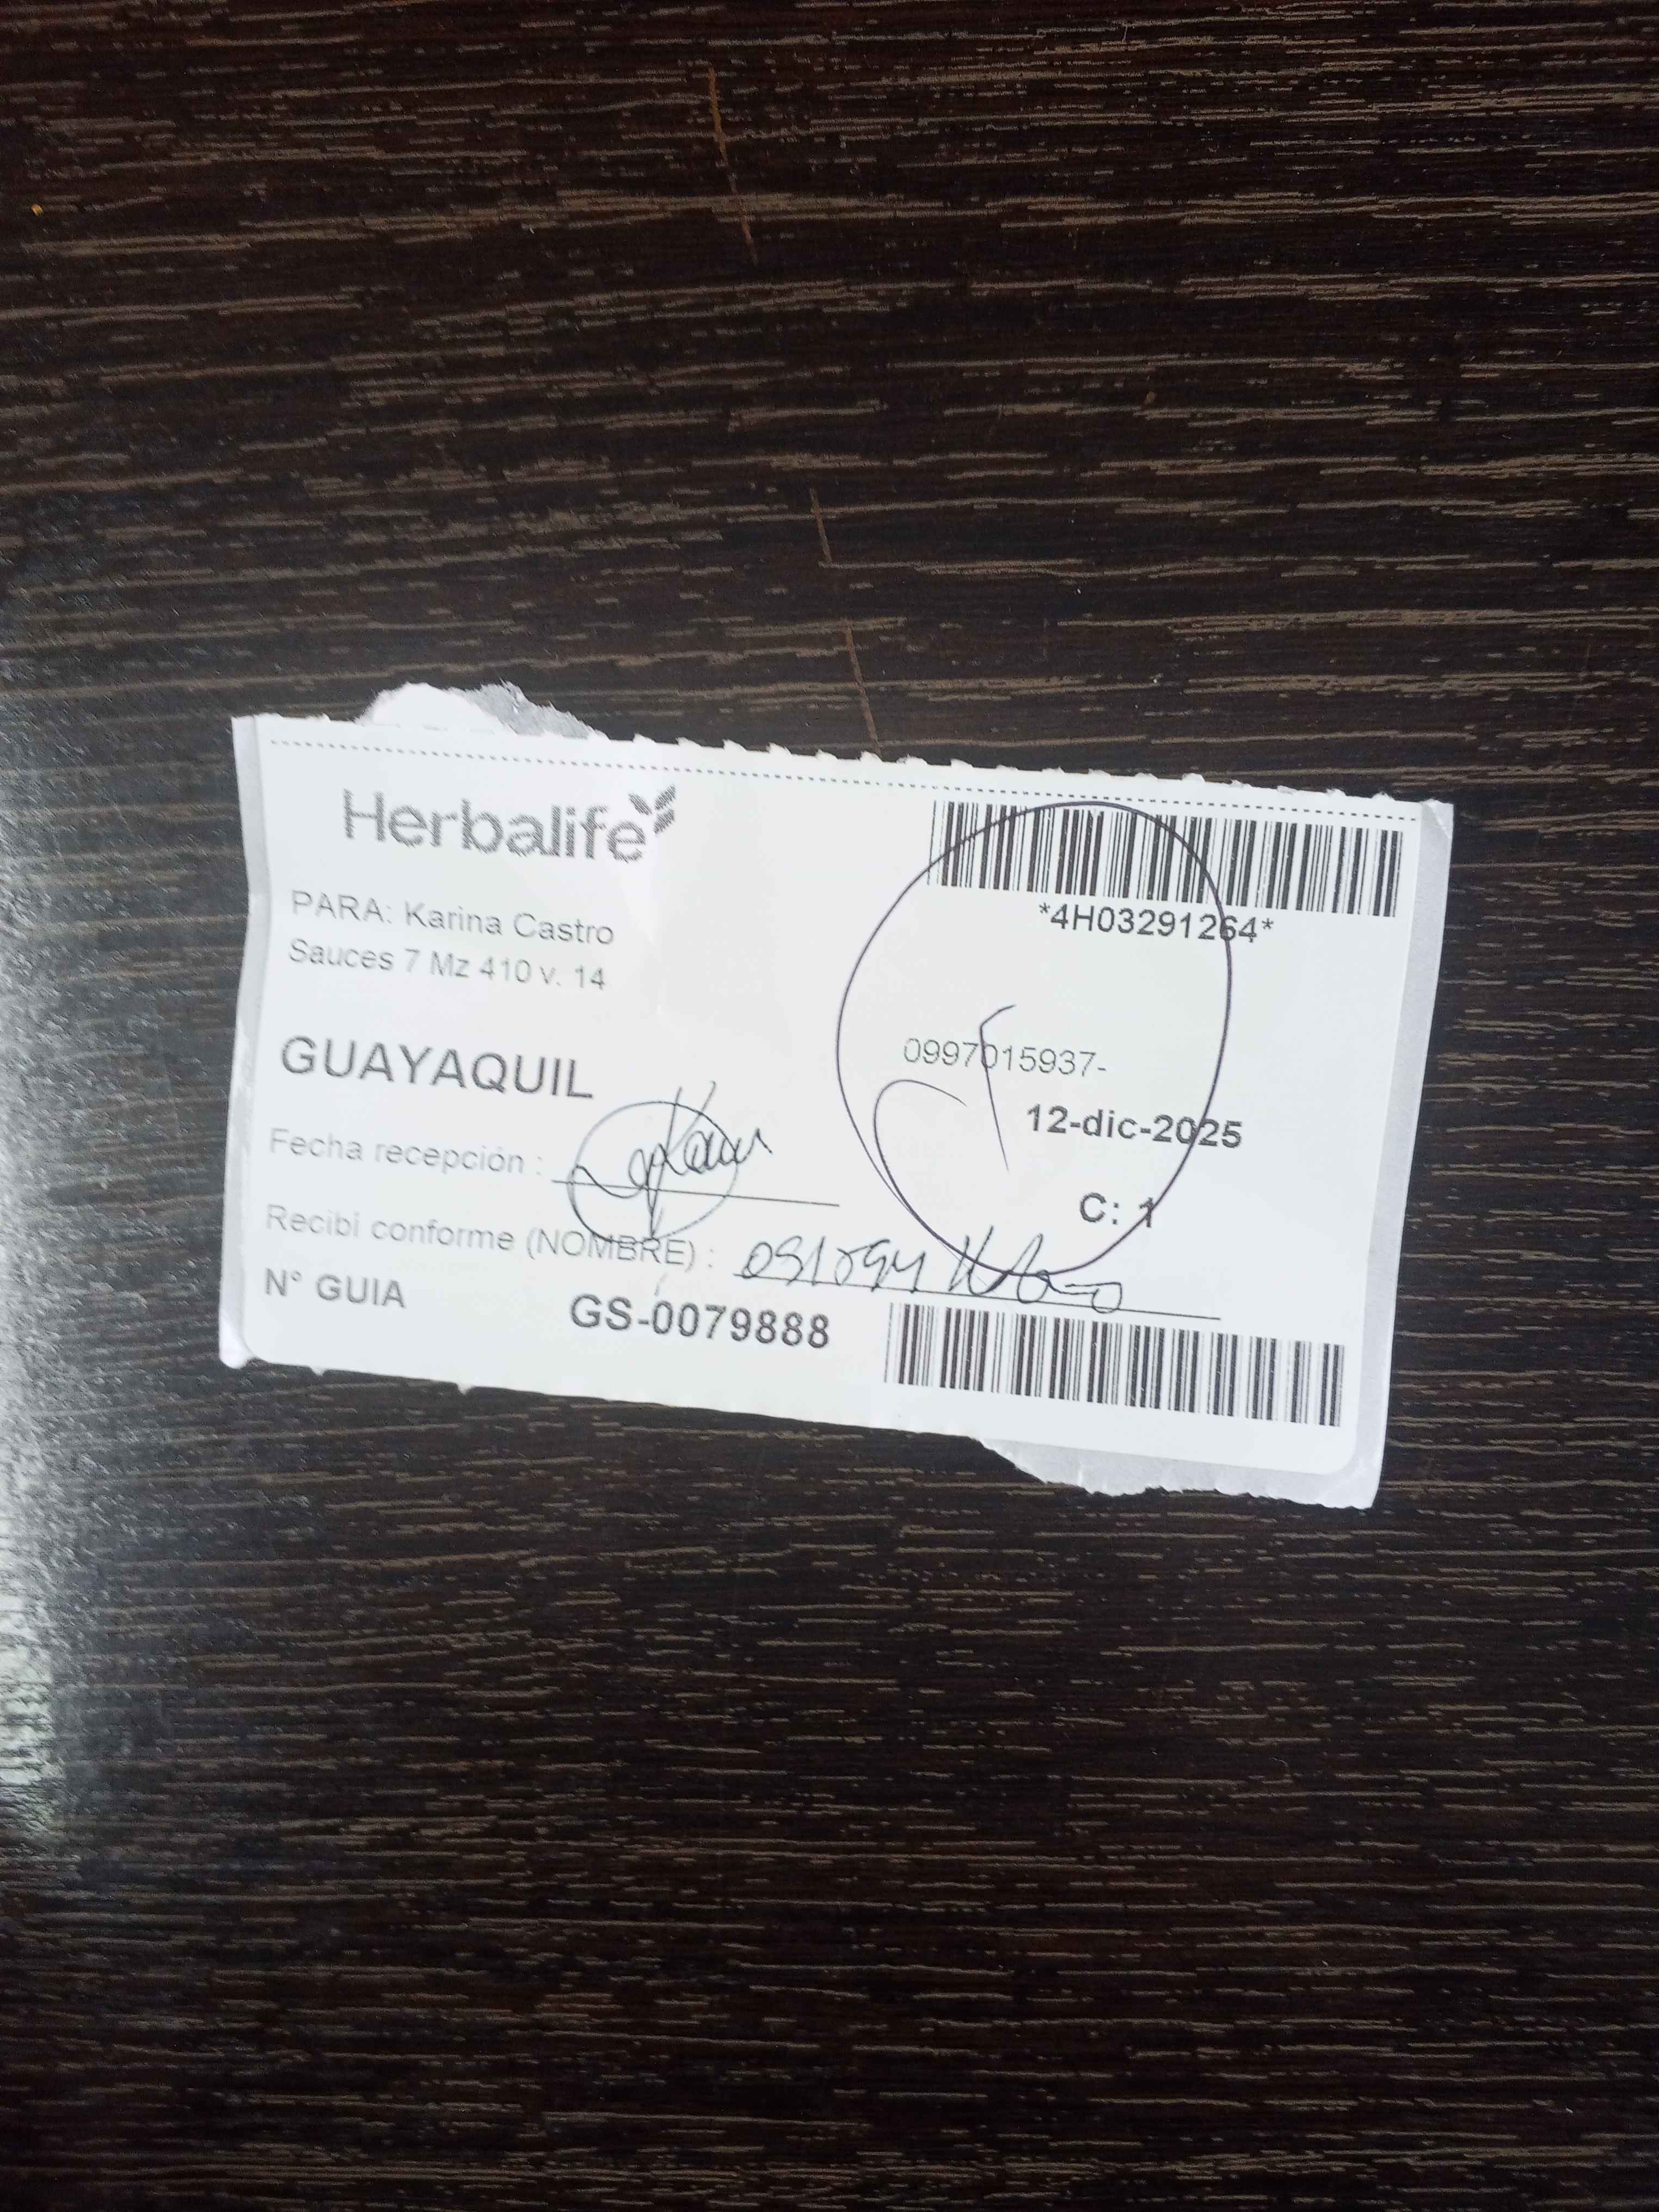 Herbalife
*4H03291264*
PARA: Karina Castro
Sauces 7 Mz 410 v. 14
0997015937-
GUAYAQUIL
12-dic-2025
Fecha recepción :
C: 1
Recibi conforme (NOMBRE) :
N° GUIA GS-0079888